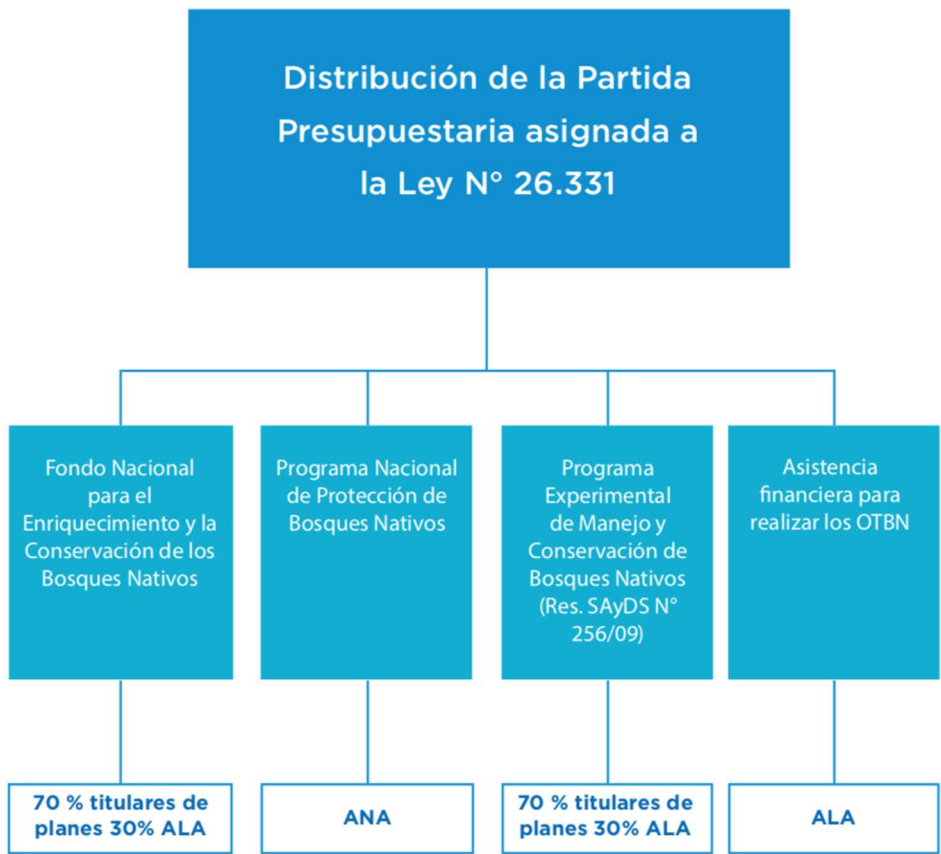 Distribución de la Partida
Presupuestaria asignada a
la Ley N° 26.331
Fondo Nacional
para el
Enriquecimiento y la
Conservación de los
Bosques Nativos
Programa Nacional
de Protección de
Bosques Nativos
Programa
Experimental
de Manejo y
Conservación de
Bosques Nativos
(Res. SAyDS N°
256/09)
Asistencia
financiera para
realizar los OTBN
70 % titulares de
planes 30% ALA
ANA
70 % titulares de
planes 30% ALA
ALA